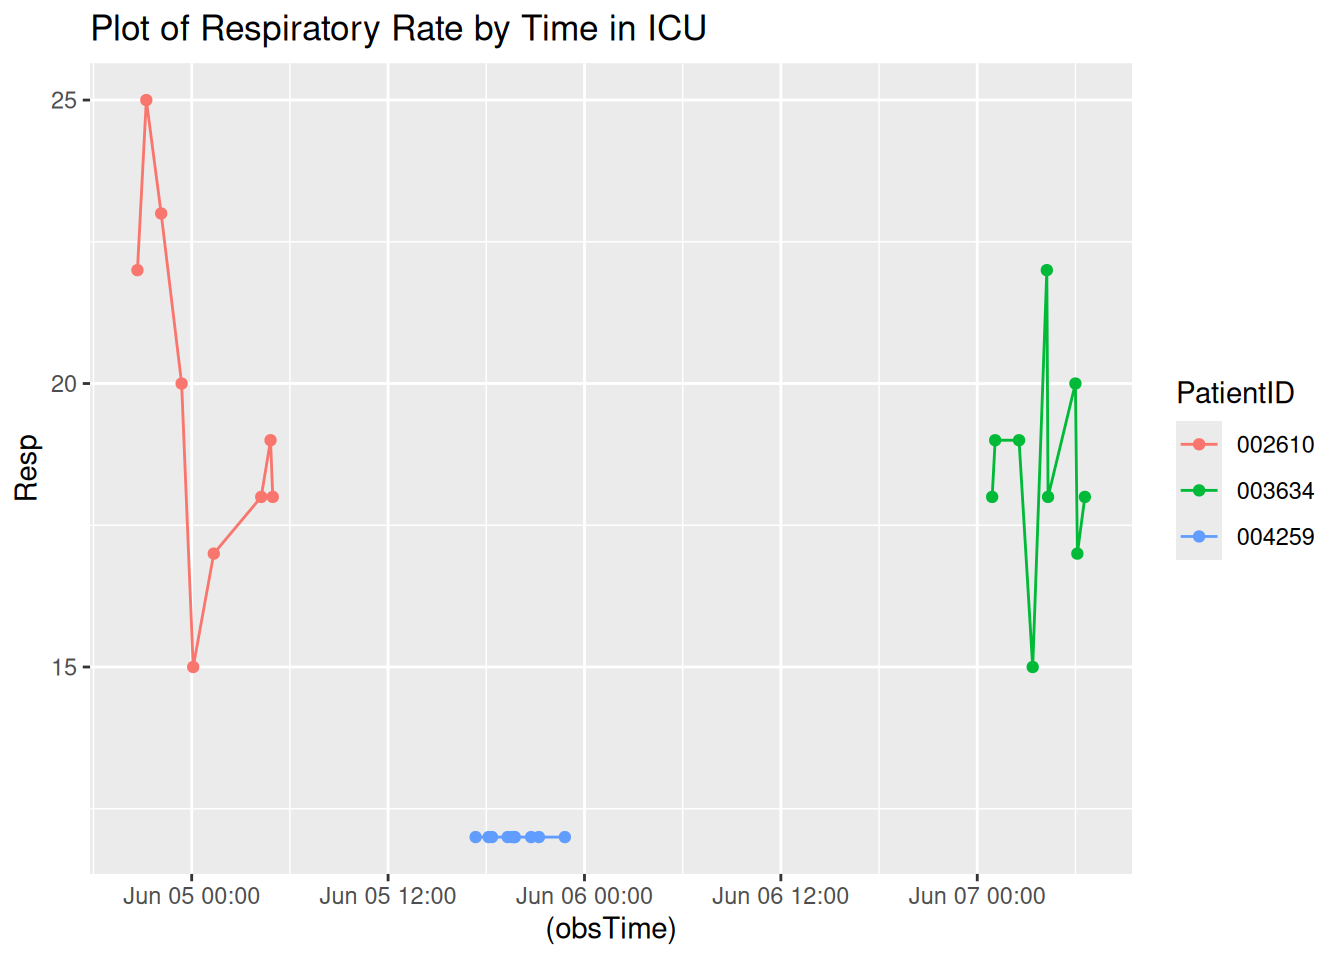 Plot of Respiratory Rate by Time in ICU
25
20
15
Resp
Jun 05 00:00
Jun 05 12:00
Jun 06 00:00
Jun 06 12:00
Jun 07 00:00
(obsTime)
PatientID
002610
003634
004259